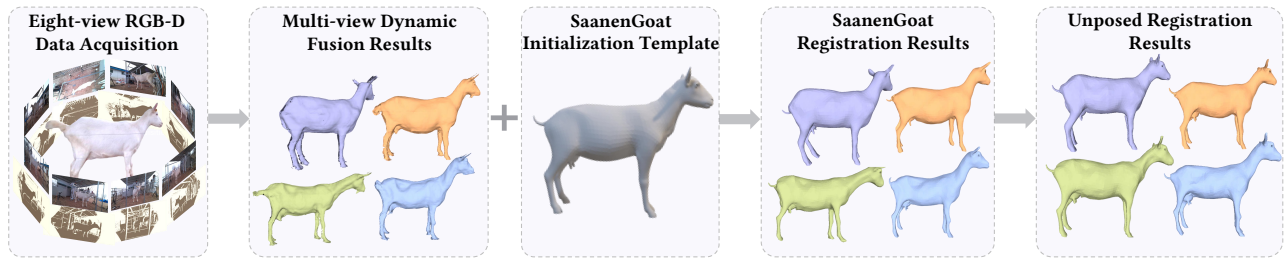 Eight-view RGB-D
Data Acquisition
Multi-view Dynamic
Fusion Results
SaanenGoat
Initialization Template
SaanenGoat
Registration Results
Unposed Registration
Results